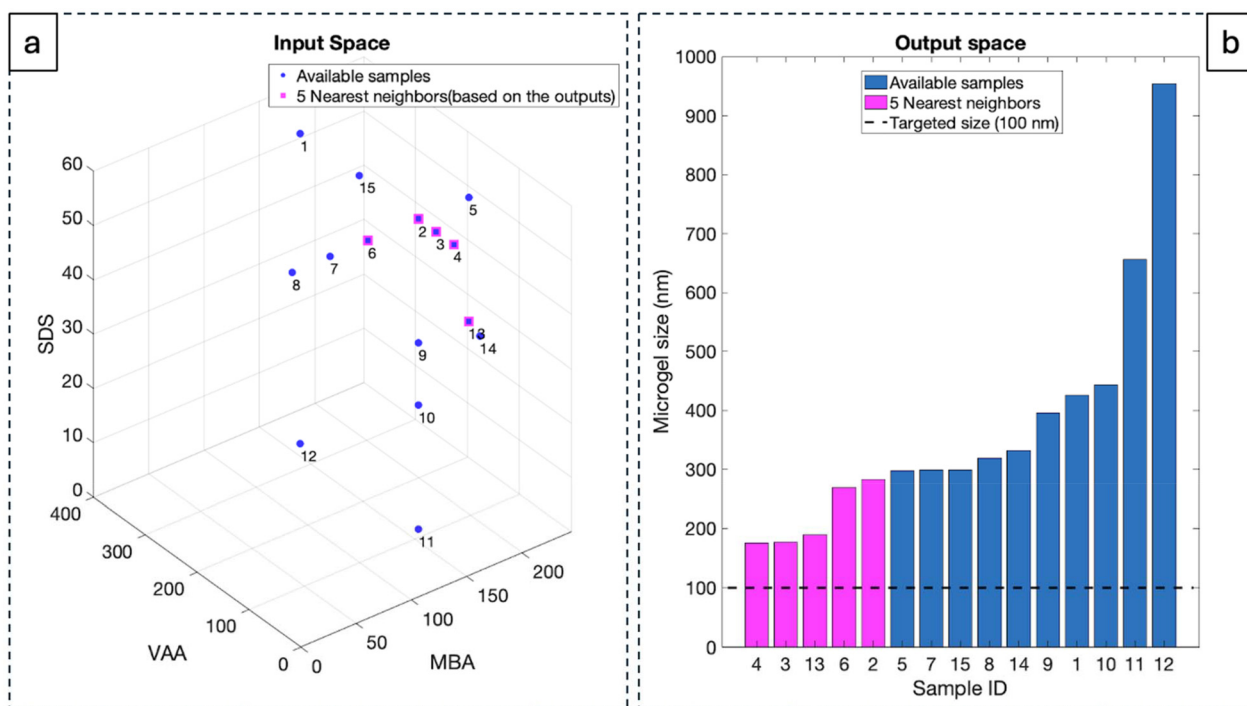 a
Input Space
Available samples
5 Nearest neighbors(based on the outputs)
60
50
40
30
20
10
0
SDS
400
300
200
100
0
VAA
0
50
100
150
200
MBA
1
15
5
2
3
4
6
7
8
13
14
9
10
12
11
b
Output space
Available samples
5 Nearest neighbors
Targeted size (100 nm)
1000
900
800
700
600
500
400
300
200
100
0
Microgel size (nm)
4 3 13 6 2 5 7 15 8 14 9 1 10 11 12
Sample ID